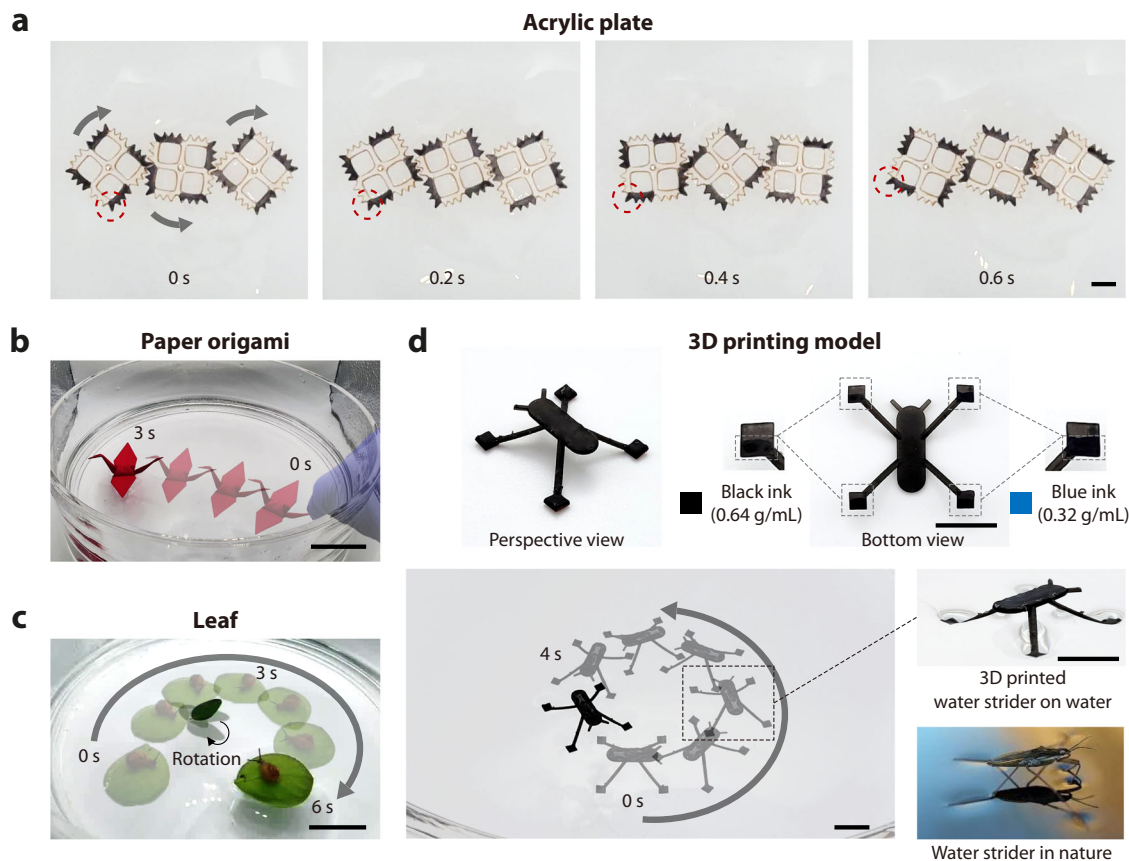 a
Acrylic plate
0 s
0.2 s
0.4 s
0.6 s
b
Paper origami
3 s
0 s
c
Leaf
3 s
0 s
Rotation
6 s
d
3D printing model
Perspective view
Black ink
(0.64 g/mL)
Bottom view
Blue ink
(0.32 g/mL)
4 s
0 s
3D printed
water strider on water
Water strider in nature